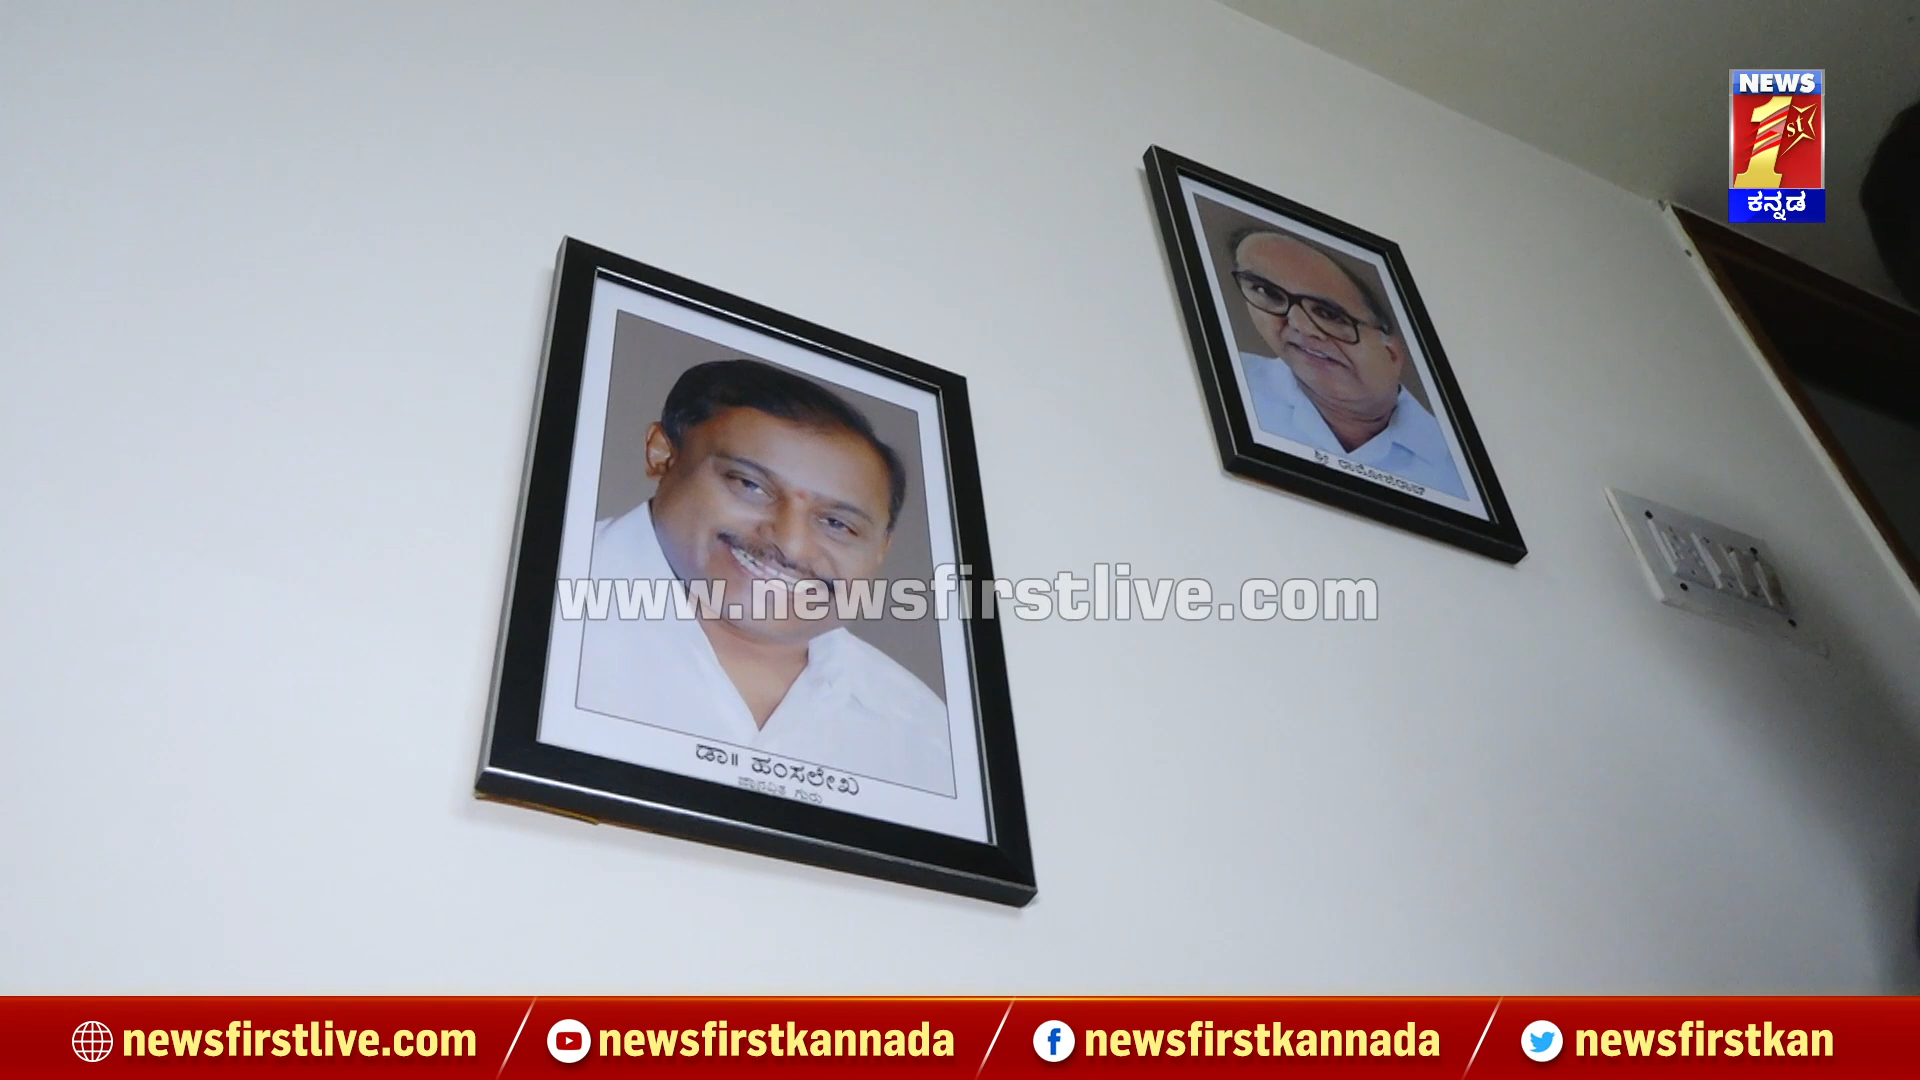 NEWS
1st
ಕನ್ನಡ
ಶ್ರೀ ರಾಮೋಜಿರಾವ್
www.newsfirstlive.com
ಡಾ॥ ಹಂಸಲೇಖ
ಗುರು
newsfirstlive.com
newsfirstkannada
newsfirstkannada
newsfirstkan